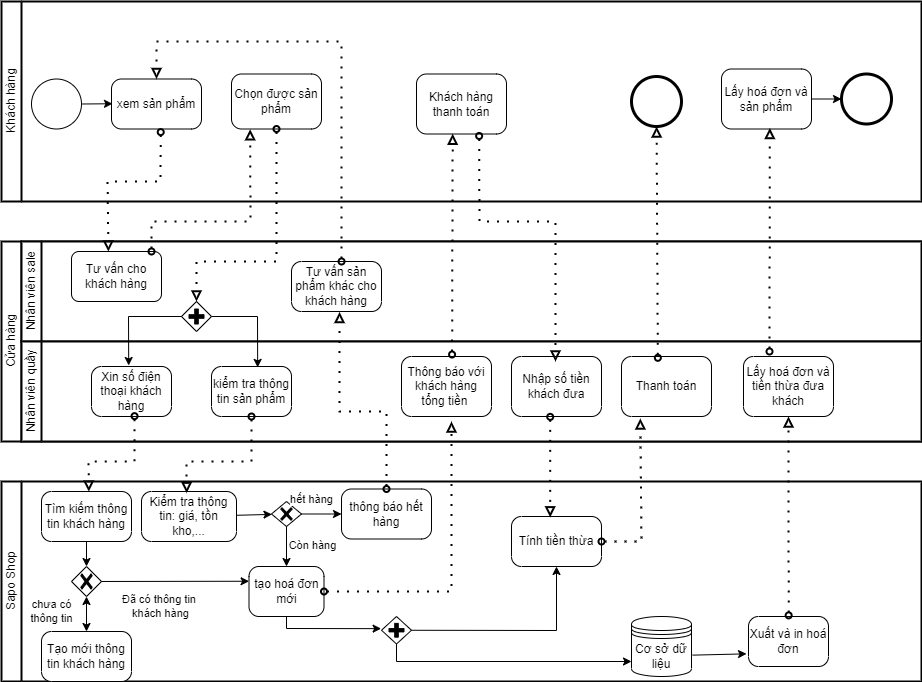 Khách hàng
xem sản phẩm
Chọn được sản
phẩm
Khách hàng
thanh toán
Lấy hoá đơn và
sản phẩm
Cửa hàng
Nhân viên sale
Tư vấn cho
khách hàng
Tư vấn sản
phẩm khác cho
khách hàng
Nhân viên quầy
Xin số điện
thoại khách
hàng
kiểm tra thông
tin sản phẩm
Thông báo với
khách hàng
tổng tiền
Nhập số tiền
khách đưa
Thanh toán
Lấy hoá đơn và
tiền thừa đưa
khách
Sapo Shop
Tìm kiếm thông
tin khách hàng
Kiểm tra thông
tin: giá, tồn
kho,...
hết hàng
thông báo hết
hàng
Còn hàng
Tính tiền thừa
chưa có
thông tin
Đã có thông tin
khách hàng
tạo hoá đơn
mới
Tạo mới thông
tin khách hàng
Cơ sở dữ
liệu
Xuất và in hoá
đơn